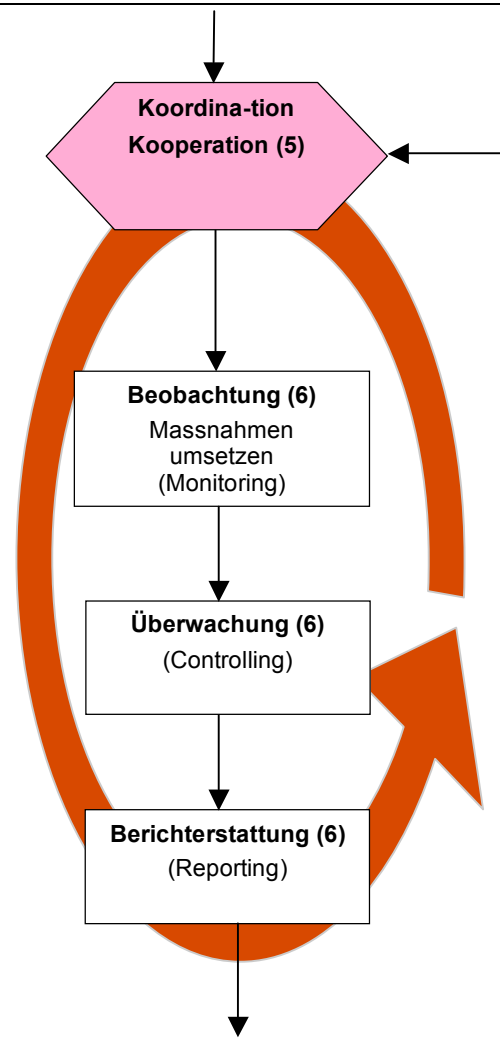 Koordina-tion
Kooperation (5)
Beobachtung (6)
Massnahmen
umsetzen
(Monitoring)
Überwachung (6)
(Controlling)
Berichterstattung (6)
(Reporting)